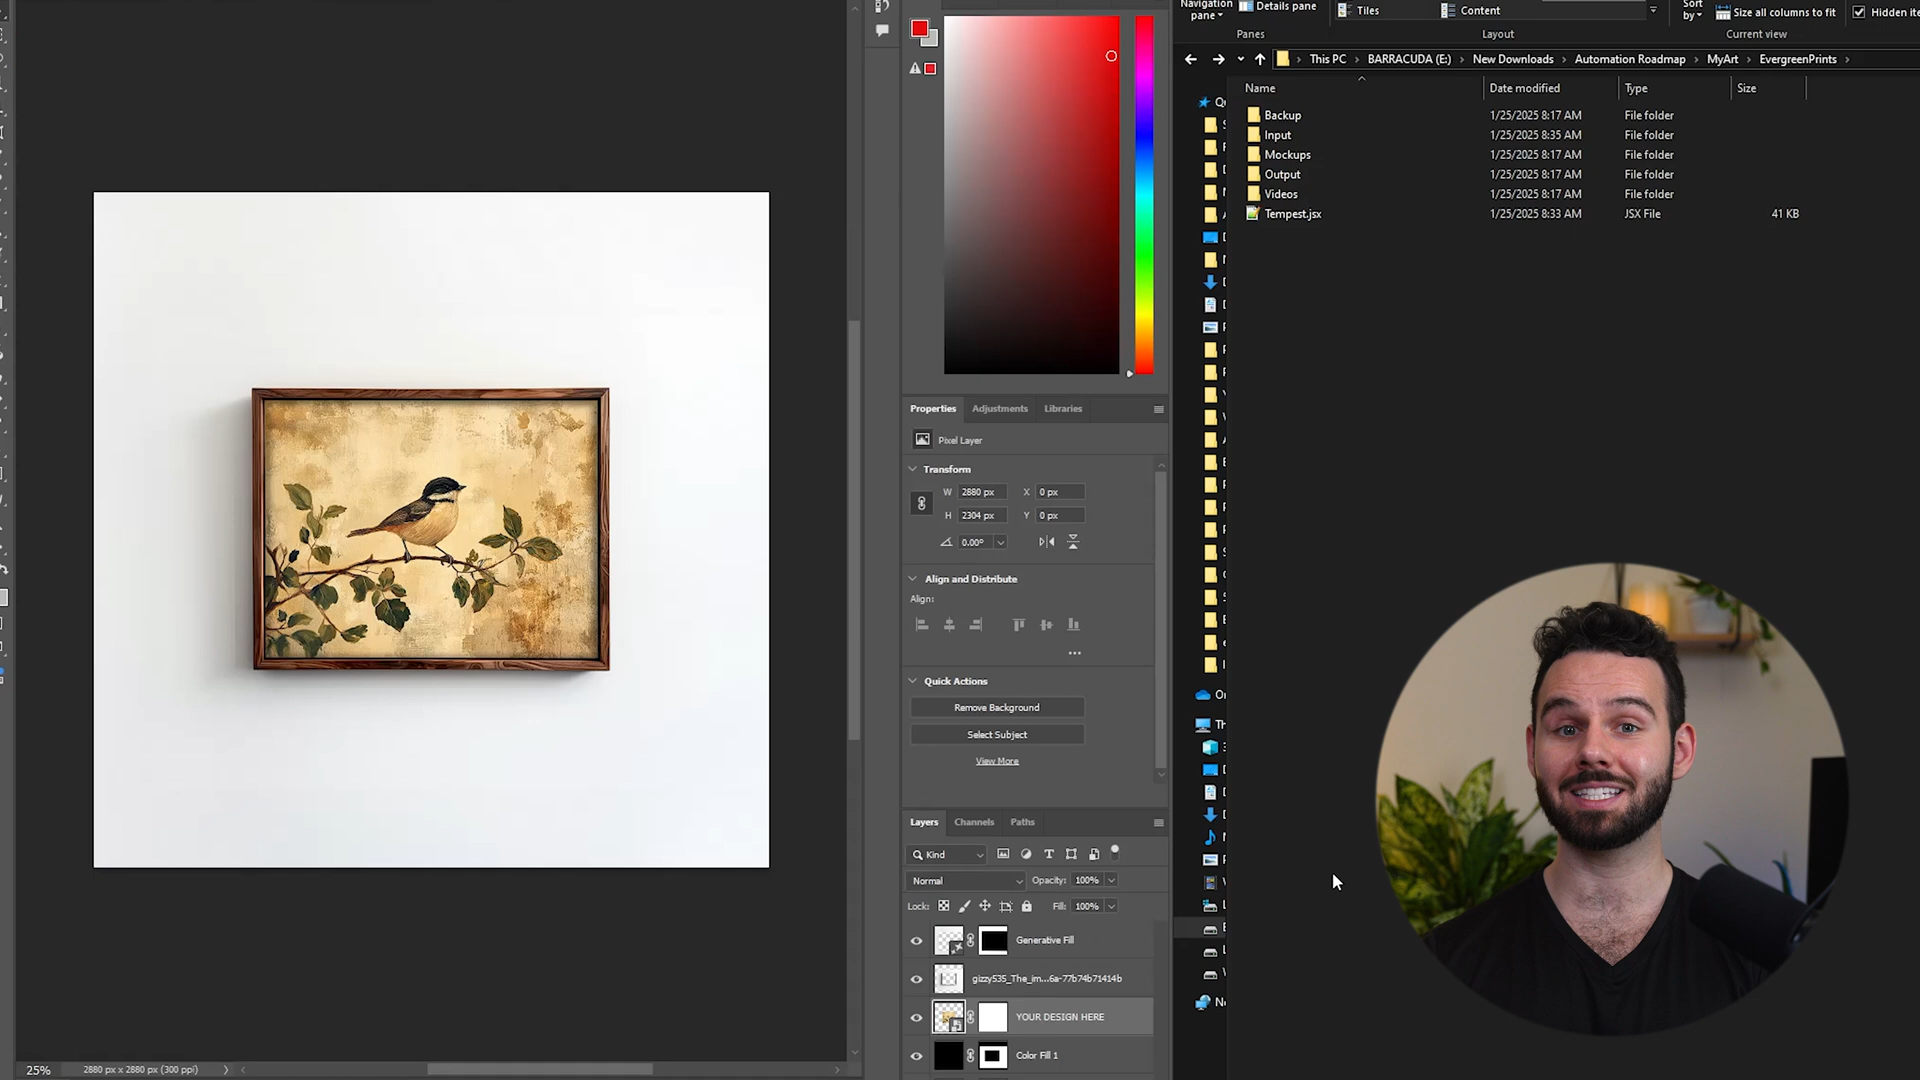 Navigation
pane
Details pane
Tiles
Content
Sort
by
Size all columns to fit
Hidden ite
Panes
Layout
Current view
This PC
BARRACUDA (E:)
New Downloads
Automation Roadmap
MyArt
EvergreenPrints
Name
Date modified
Type
Size
Backup
1/25/2025 8:17 AM
File folder
Input
1/25/2025 8:35 AM
File folder
Mockups
1/25/2025 8:17 AM
File folder
Output
1/25/2025 8:17 AM
File folder
Videos
1/25/2025 8:17 AM
File folder
Tempest.jsx
1/25/2025 8:33 AM
JSX File
41 KB
Properties
Adjustments
Libraries
Pixel Layer
Transform
W 2880 px X 0 px
H 2304 px Y 0 px
0.00°
Align and Distribute
Align:
Quick Actions
Remove Background
Select Subject
View More
Layers
Channels
Paths
Kind
Normal
Opacity: 100%
Lock:
Fill: 100%
Generative Fill
gizzy535_The_im...6a-77b74b71414b
YOUR DESIGN HERE
Color Fill 1
25%
2880 px x 2880 px (300 ppi)